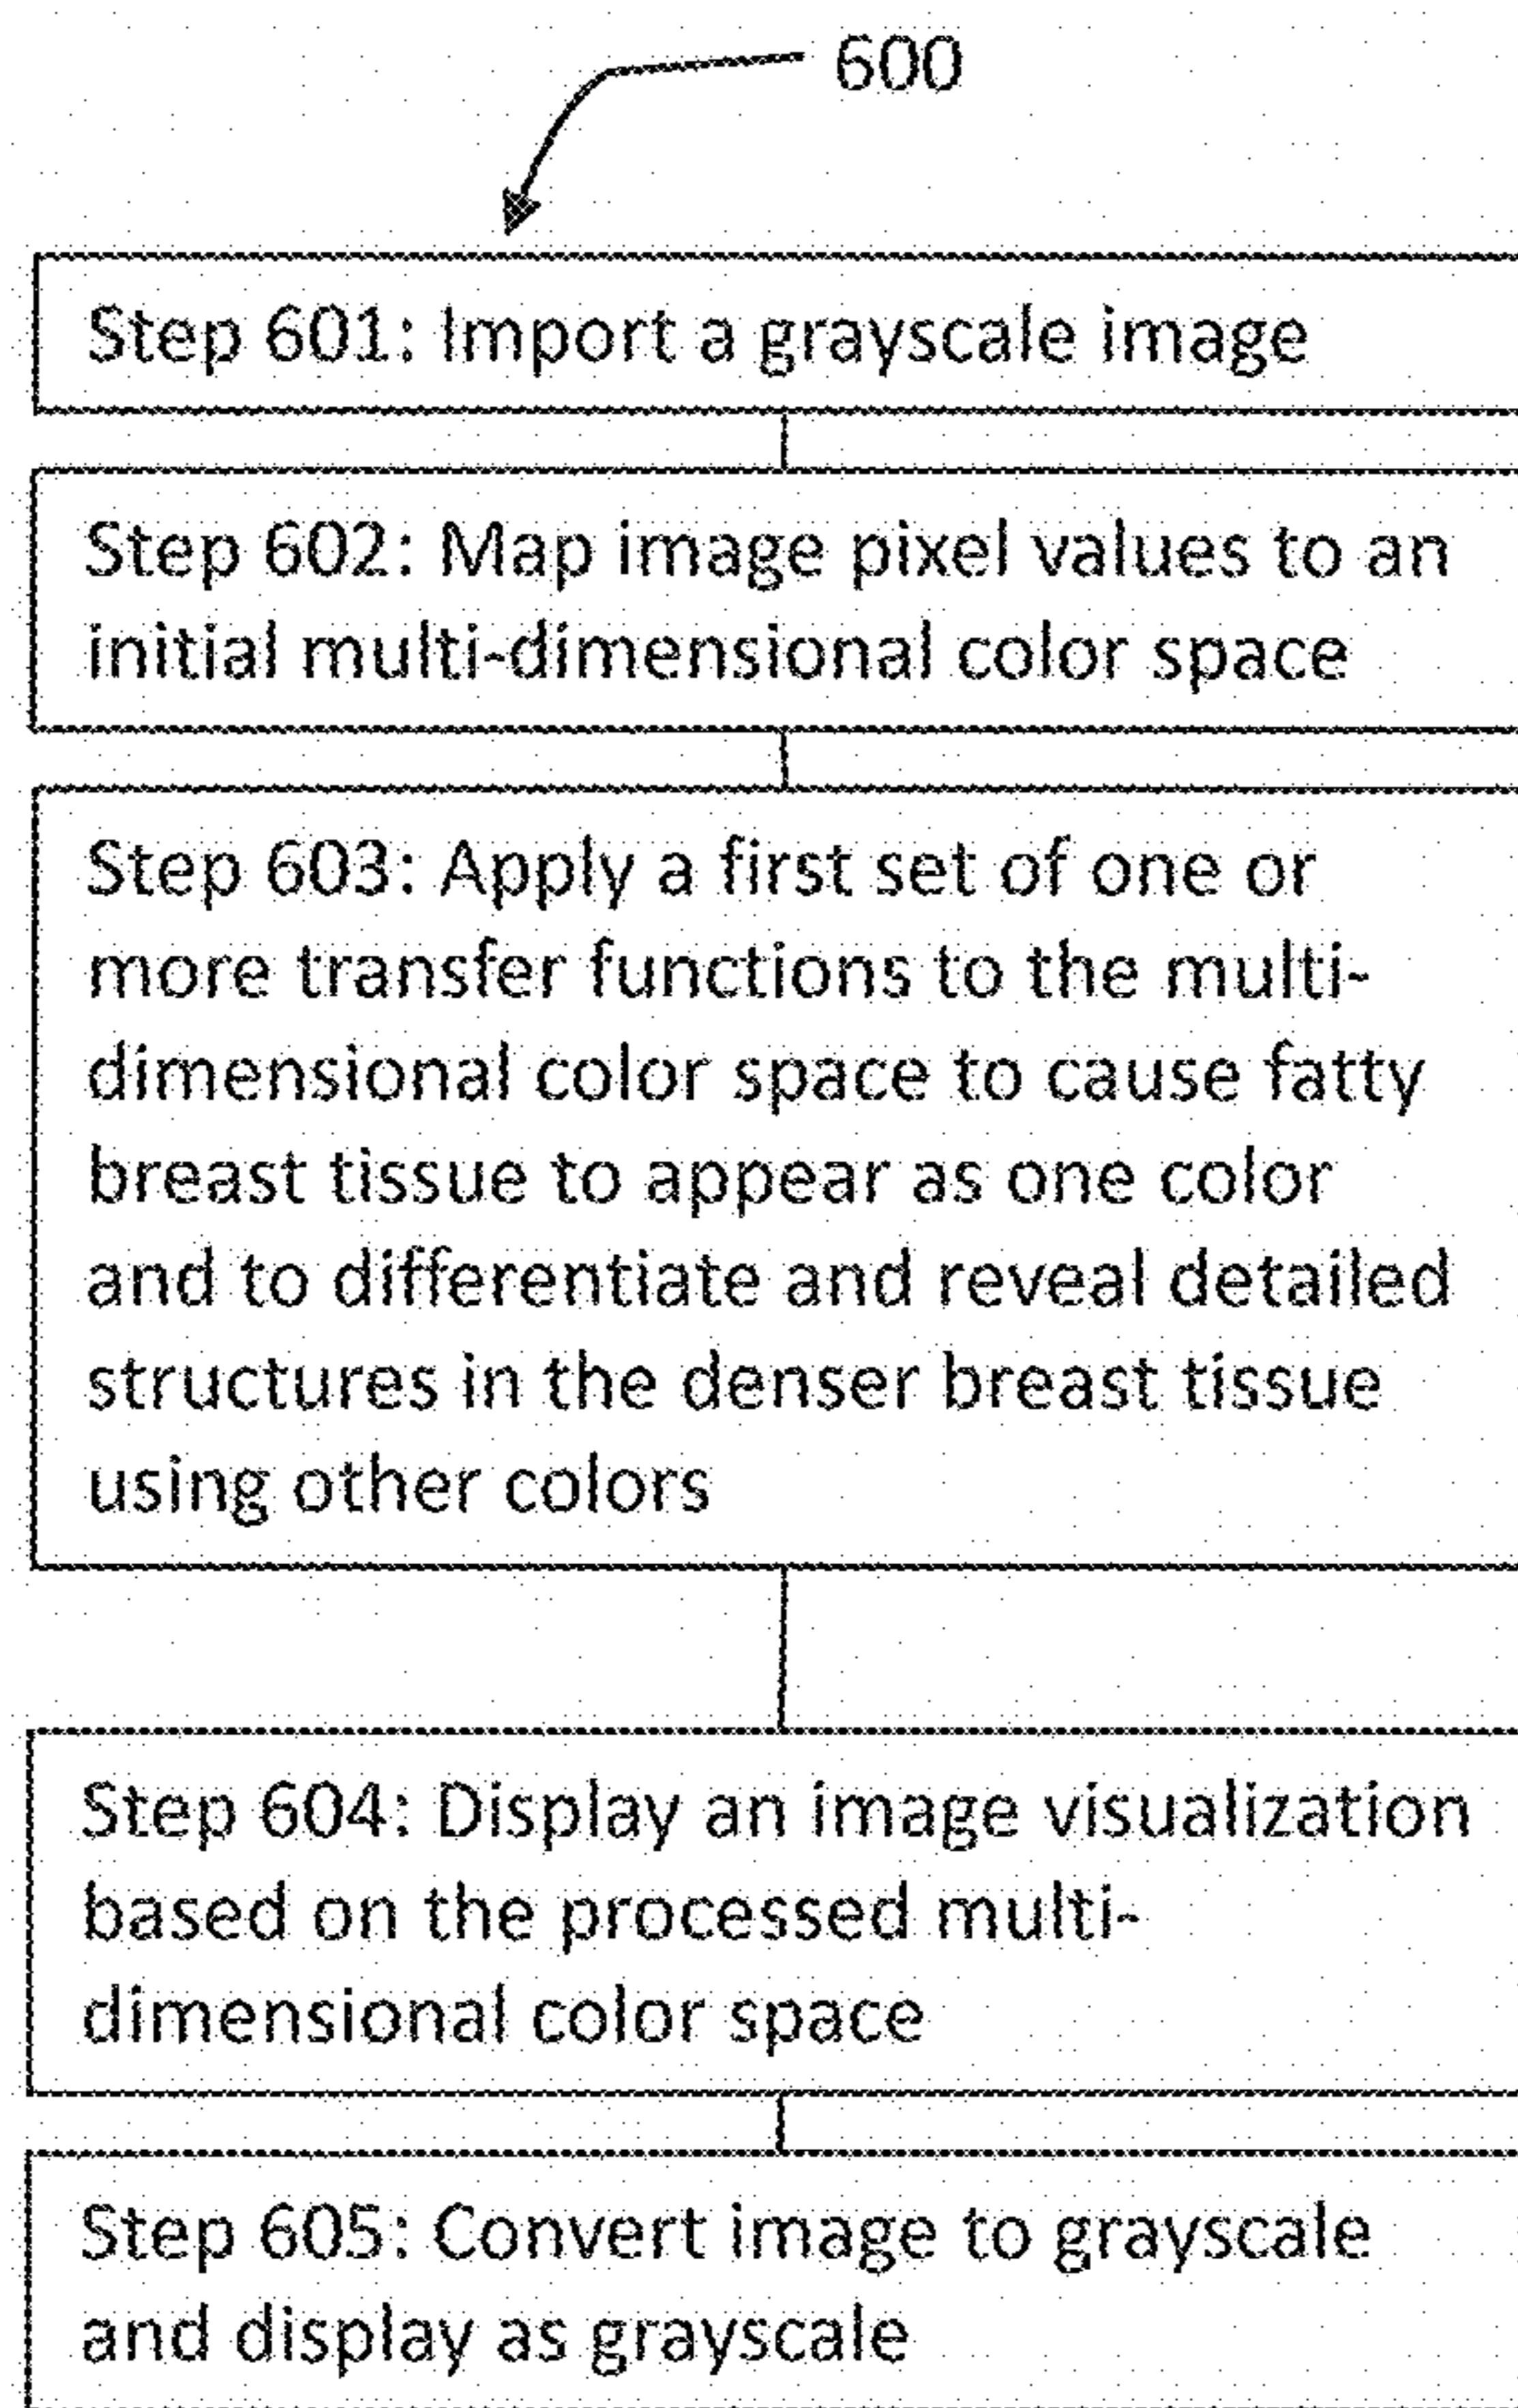 600
Step 601: Import a grayscale image
Step 602: Map image pixel values to an
initial multi-dimensional color space
Step 603: Apply a first set of one or
more transfer functions to the multi-
dimensional color space to cause fatty
breast tissue to appear as one color
and to differentiate and reveal detailed
structures in the denser breast tissue
using other colors
Step 604: Display an image visualization
based on the processed multi-
dimensional color space
Step 605: Convert image to grayscale
and display as grayscale